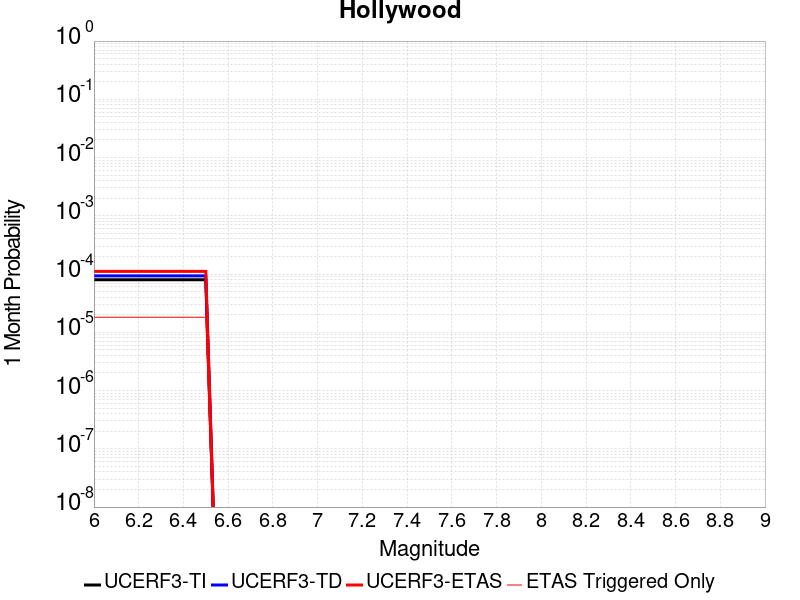 Hollywood
10^0
10^-1
10^-2
10^-3
10^-4
10^-5
10^-6
10^-7
10^-8
1 Month Probability
6 6.2 6.4 6.6 6.8 7 7.2 7.4 7.6 7.8 8 8.2 8.4 8.6 8.8 9
Magnitude
UCERF3-TI UCERF3-TD UCERF3-ETAS ETAS Triggered Only